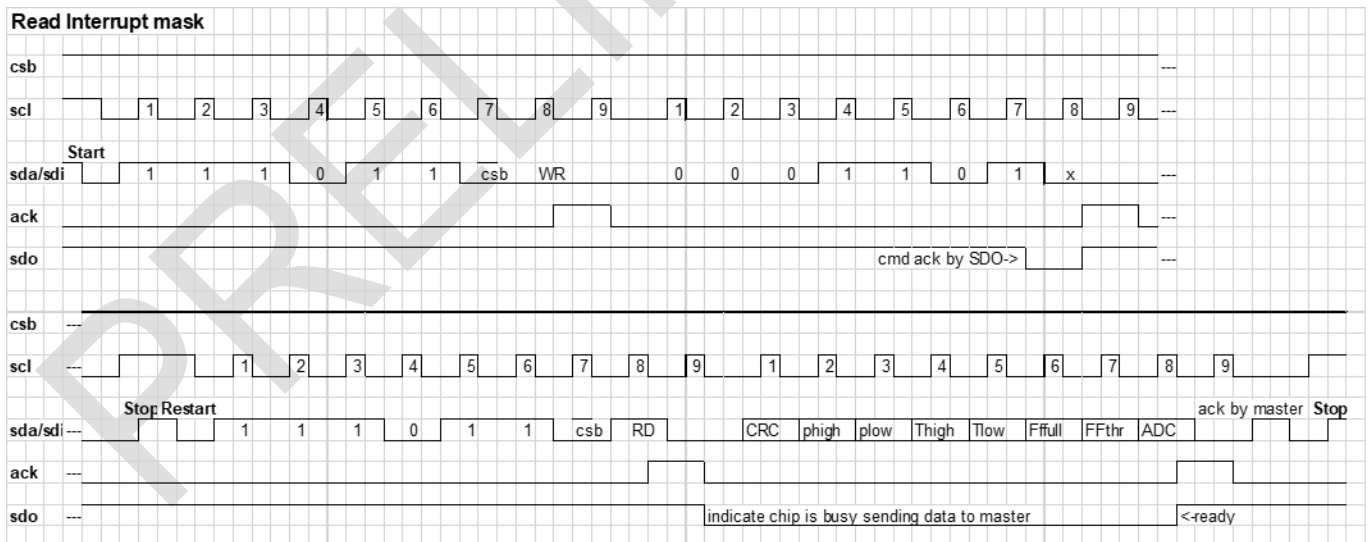 Read Interrupt mask
csb ---
scl 1 2 3 4 5 6 7 8 9 1 2 3 4 5 6 7 8 9 ---
Start
sda/sdi 1 1 1 0 1 1 csb WR 0 0 0 1 1 0 1 x ---
ack ---
sdo cmd ack by SDO-> ---
csb ---
scl --- 1 2 3 4 5 6 7 8 9 1 2 3 4 5 6 7 8 9
Stop Restart ack by master Stop
sda/sdi --- 1 1 1 0 1 1 csb RD CRC phigh plow Thigh Tlow Fffull FFthr ADC
ack ---
sdo --- indicate chip is busy sending data to master <-ready